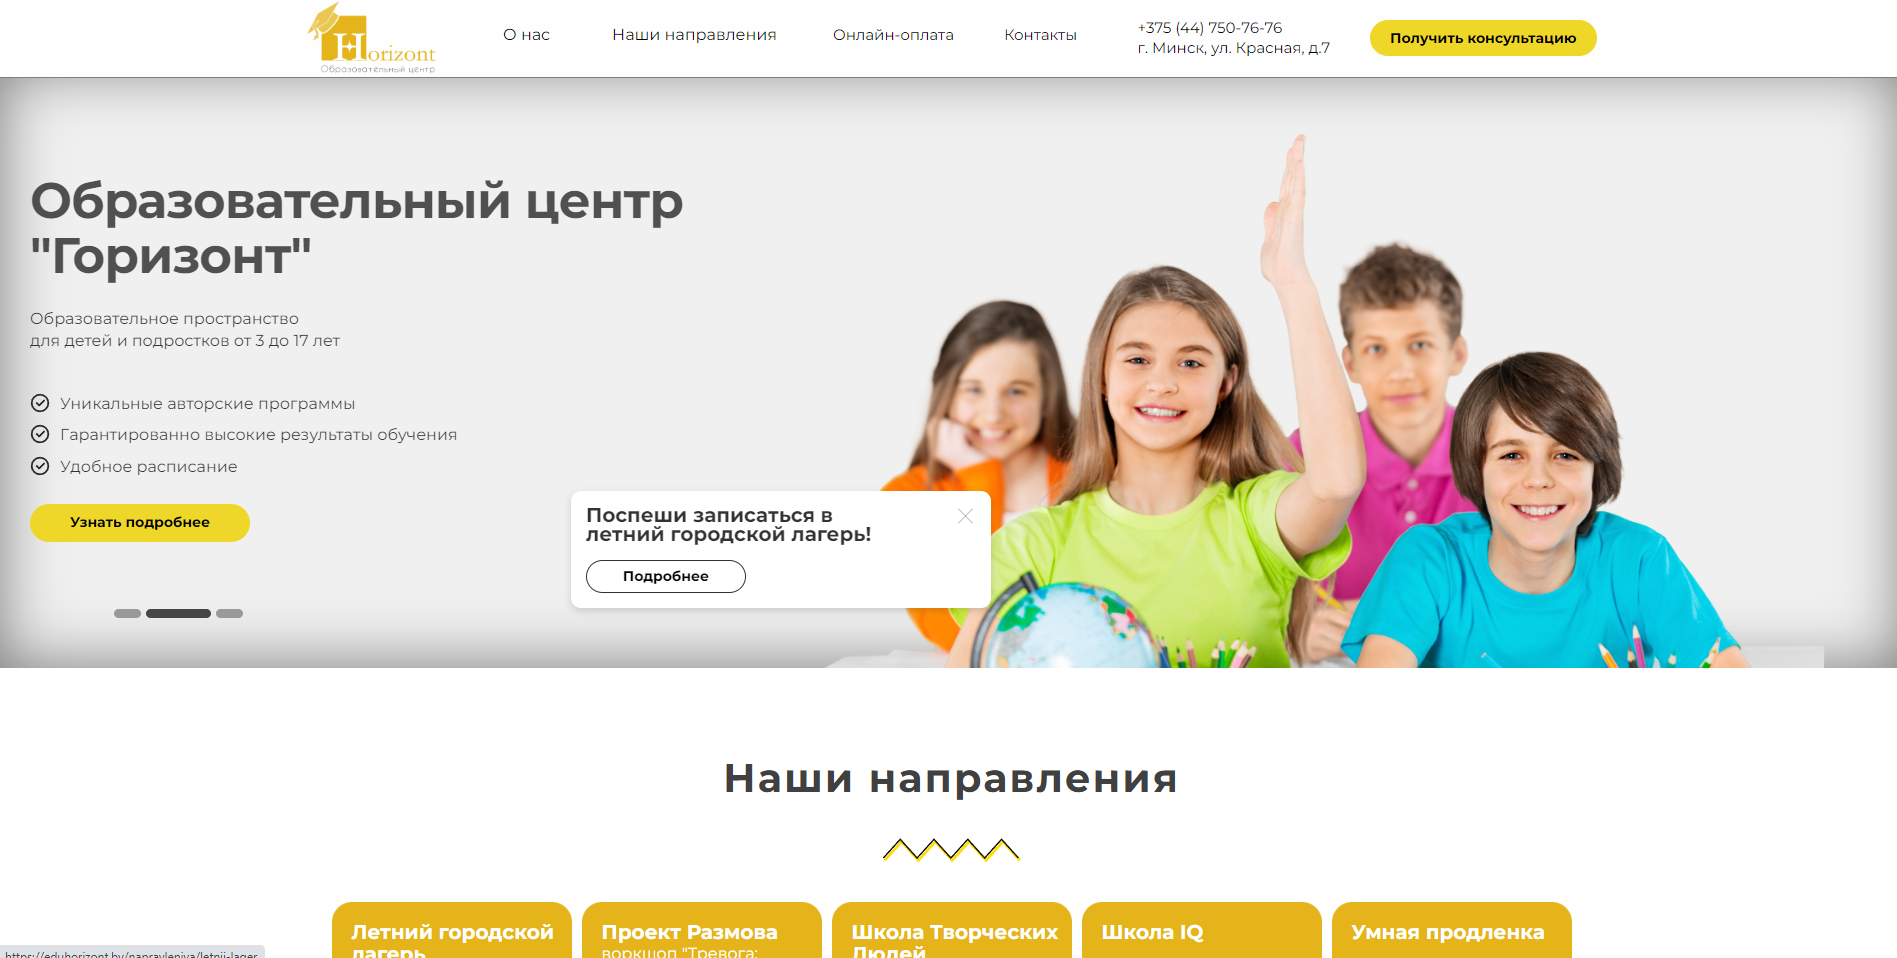 Horizont
Образовательный центр
О нас
Наши направления
Онлайн-оплата
Контакты
+375 (44) 750-76-76
г. Минск, ул. Красная, д.7
Получить консультацию
Образовательный центр
"Горизонт"
Образовательное пространство
для детей и подростков от 3 до 17 лет
Уникальные авторские программы
Гарантированно высокие результаты обучения
Удобное расписание
Узнать подробнее
Поспеши записаться в
летний городской лагерь!
Подробнее
Наши направления
Летний городской
лагерь
Проект Размова
воркшоп "Тревога:
Школа Творческих
Людей
Школа IQ
Умная продленка
https://eduhorizont.by/napravleniya/letnij-lager